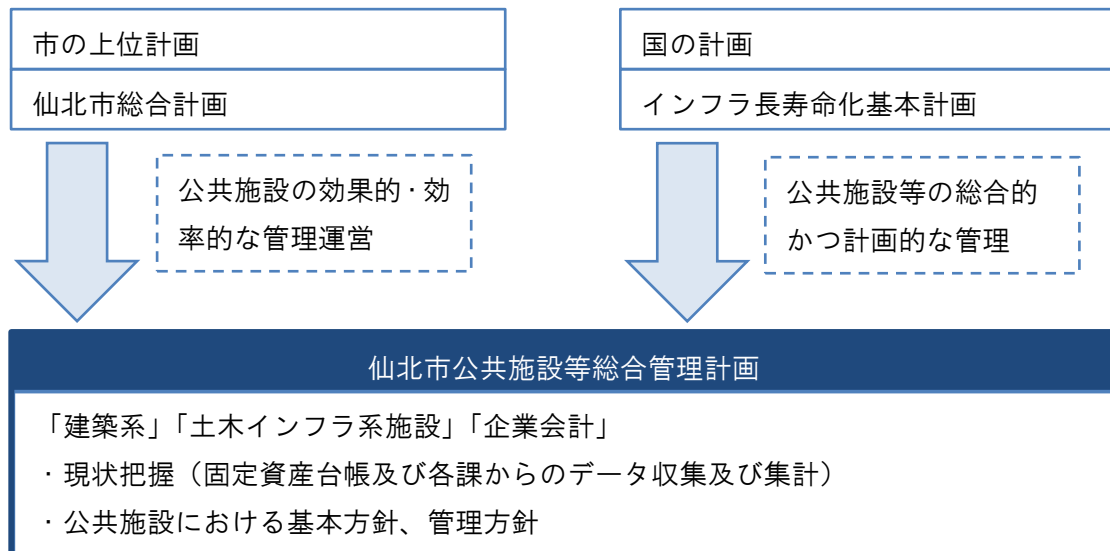 市の上位計画
仙北市総合計画
国の計画
インフラ長寿命化基本計画
公共施設の効果的・効
率的な管理運営
公共施設等の総合的
かつ計画的な管理
仙北市公共施設等総合管理計画
「建築系」「土木インフラ系施設」「企業会計」
・現状把握（固定資産台帳及び各課からのデータ収集及び集計）
・公共施設における基本方針、管理方針